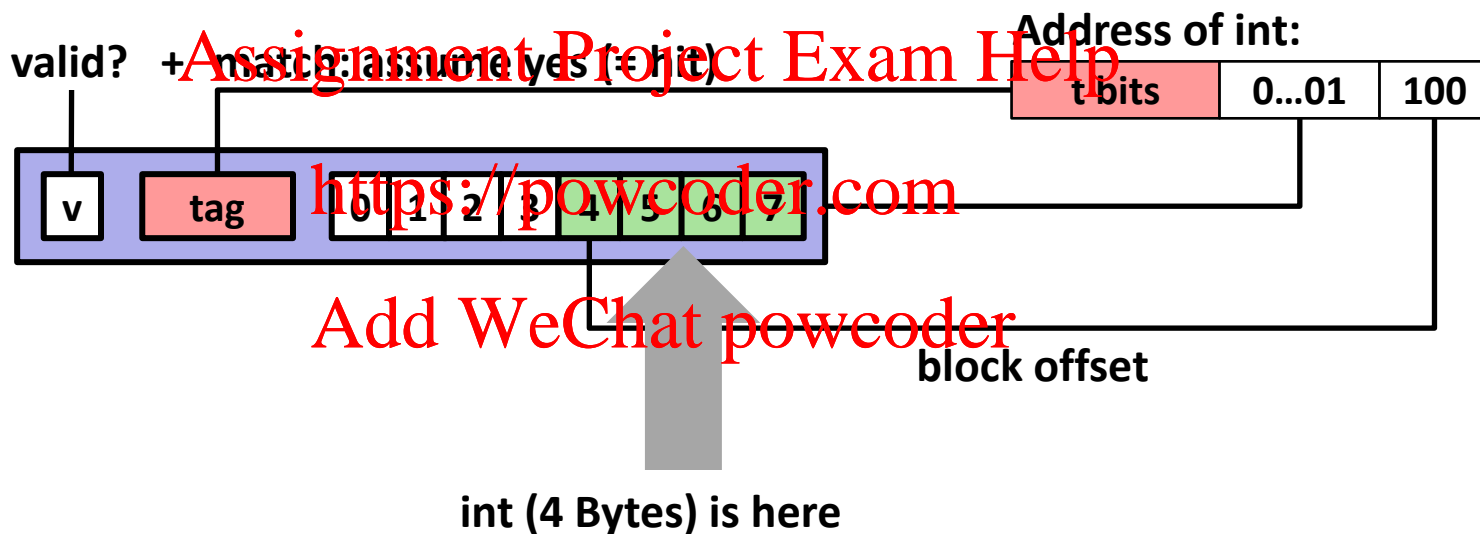 Address of int:
valid? + match: assume yes (= hit)
Assignment Project Exam Help
t bits 0...01 100
v tag 0 1 2 3 4 5 6 7
https://powcoder.com
Add WeChat powcoder
block offset
int (4 Bytes) is here